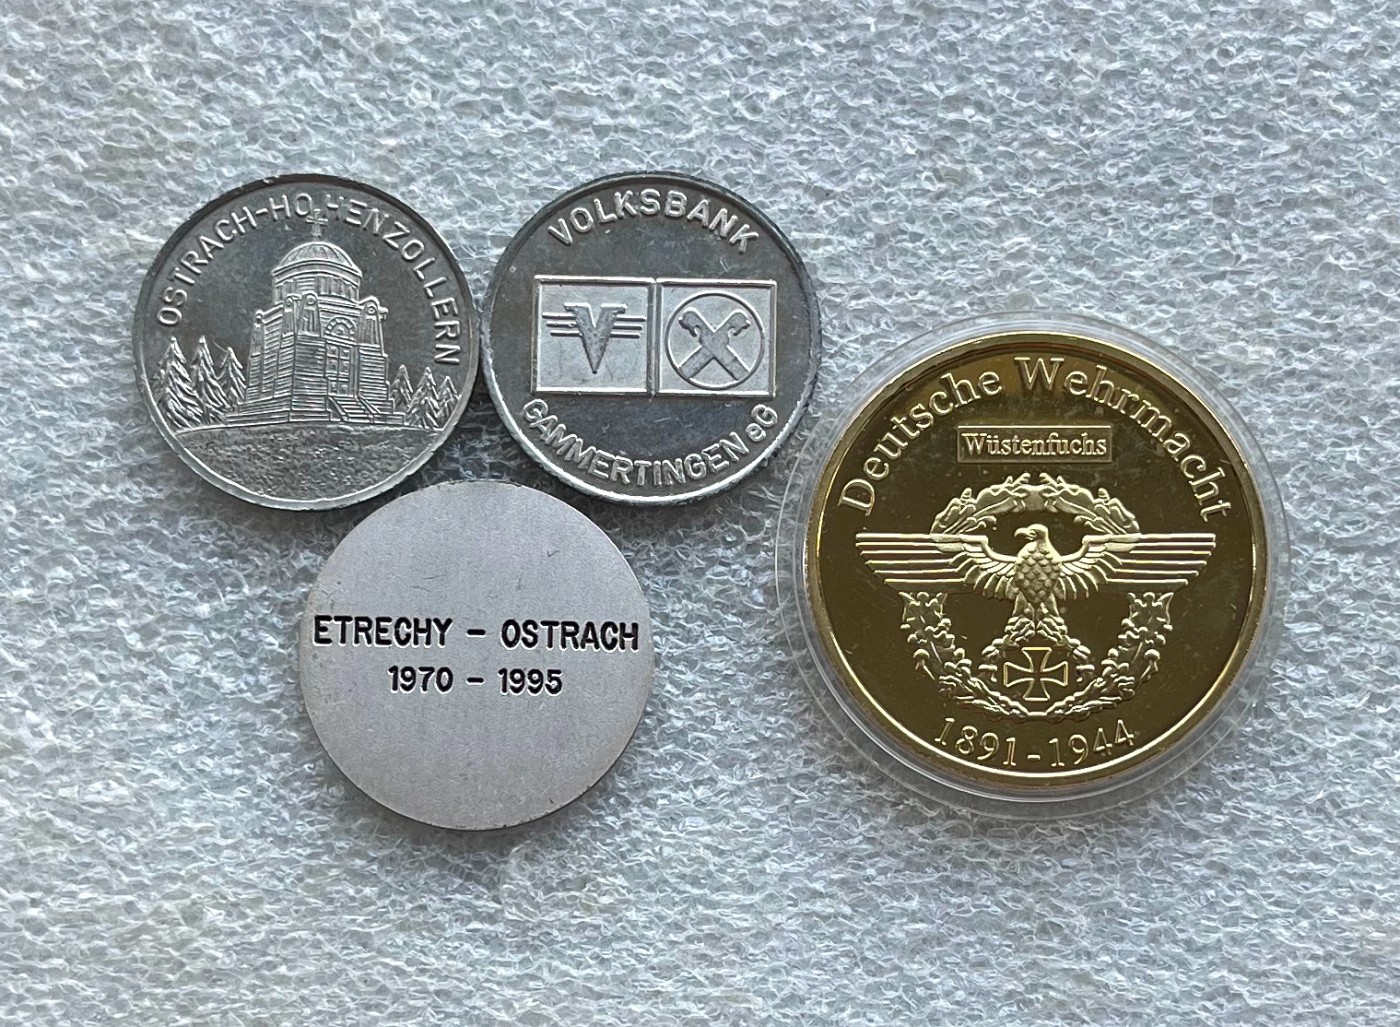 OSTRACH-HOHENZOLLERN
VOLKSBANK
V
GAMMERTINGEN eG
ETRECHY - OSTRACH
1970 - 1995
Deutsche Wehrmacht
Wüstenfuchs
1891-1944